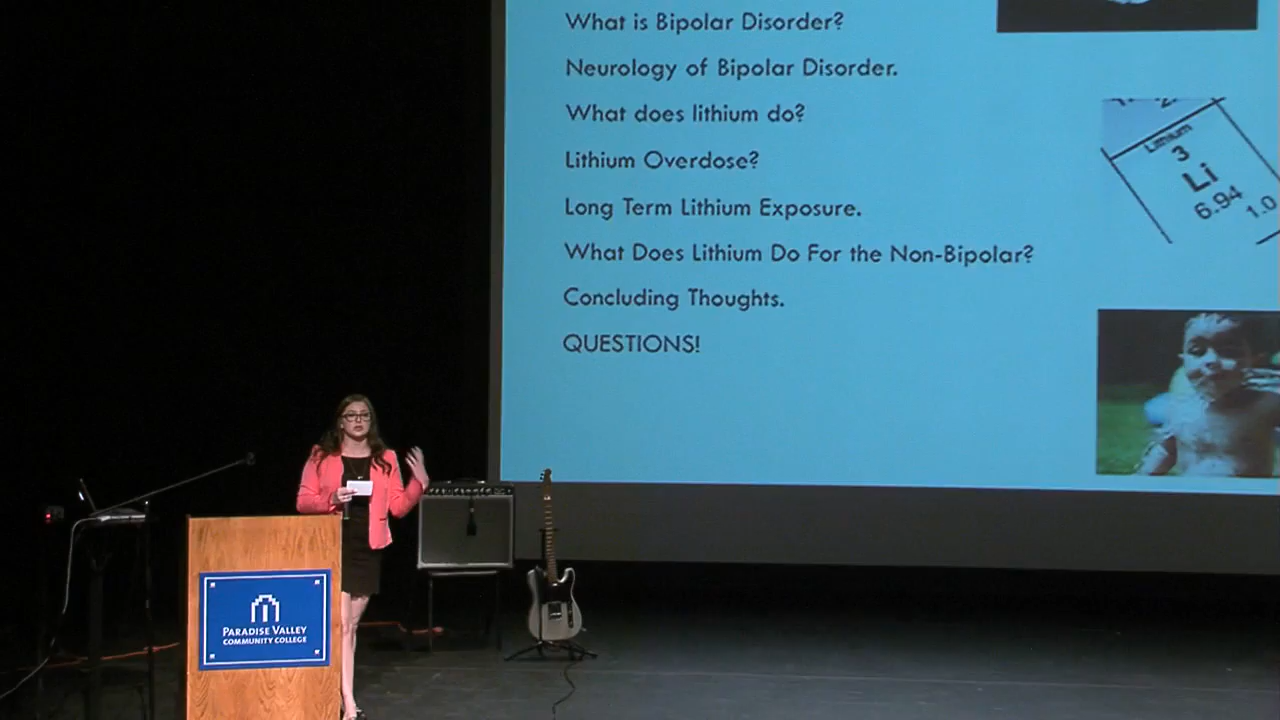 What is Bipolar Disorder?
Neurology of Bipolar Disorder.
What does lithium do?
Lithium Overdose?
Long Term Lithium Exposure.
What Does Lithium Do For the Non-Bipolar?
Concluding Thoughts.
QUESTIONS!
Lithium
3
Li
6.94
1.0
PARADISE VALLEY
COMMUNITY COLLEGE